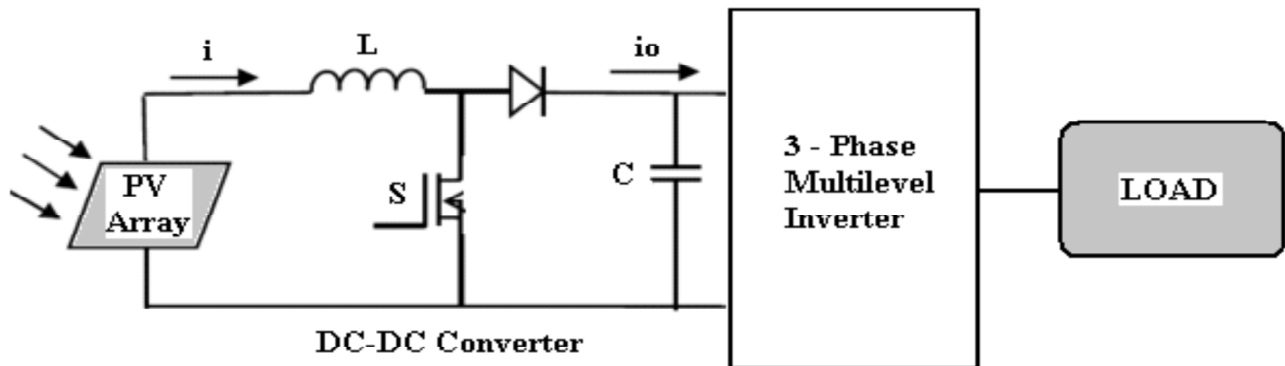 i
L
io
PV
Array
S
C
3 - Phase
Multilevel
Inverter
LOAD
DC-DC Converter